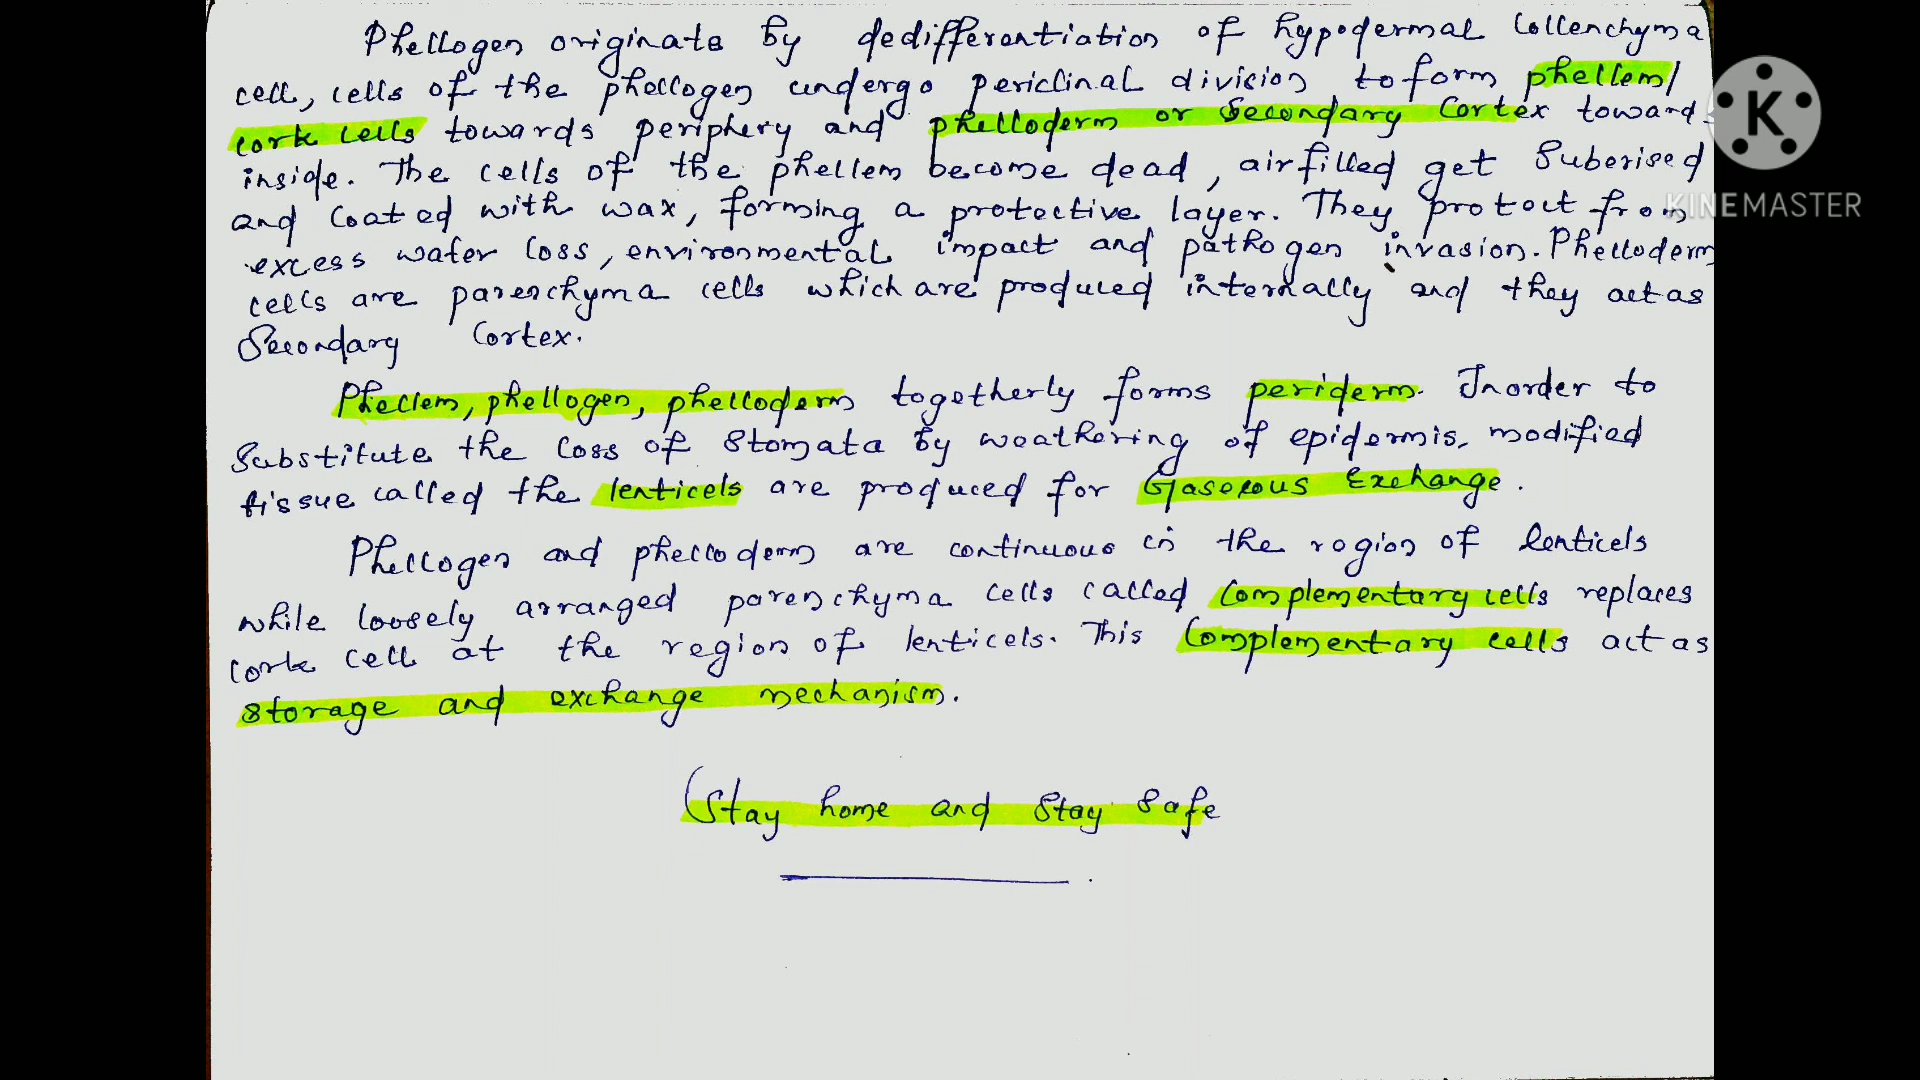 Phellogen originate by dedifferentiation of hypodermal Collenchyma
cell, cells of the phellogen undergo periclinal division to form phellem/
cork cells towards periphery and phelloderm or Secondary Cortex towards
inside. The cells of the phellem become dead, airfilled get Suberised
and Coated with wax, forming a protective layer. They protect from
excess water loss, environmental impact and pathogen invasion. Phelloderm
cells are parenchyma cells which are produced internally and they act as
Secondary Cortex.
Phellem, phellogen, phelloderm togetherly forms periderm. Inorder to
Substitute the loss of Stomata by weathering of epidermis, modified
tissue called the lenticels are produced for Gaseous Exchange.
Phellogen and phelloderm are continuous in the region of lenticels
while loosely arranged parenchyma cells called Complementary cells replaces
cork cell at the region of lenticels. This Complementary cells act as
storage and exchange mechanism.
(Stay home and Stay Safe
K
KINEMASTER